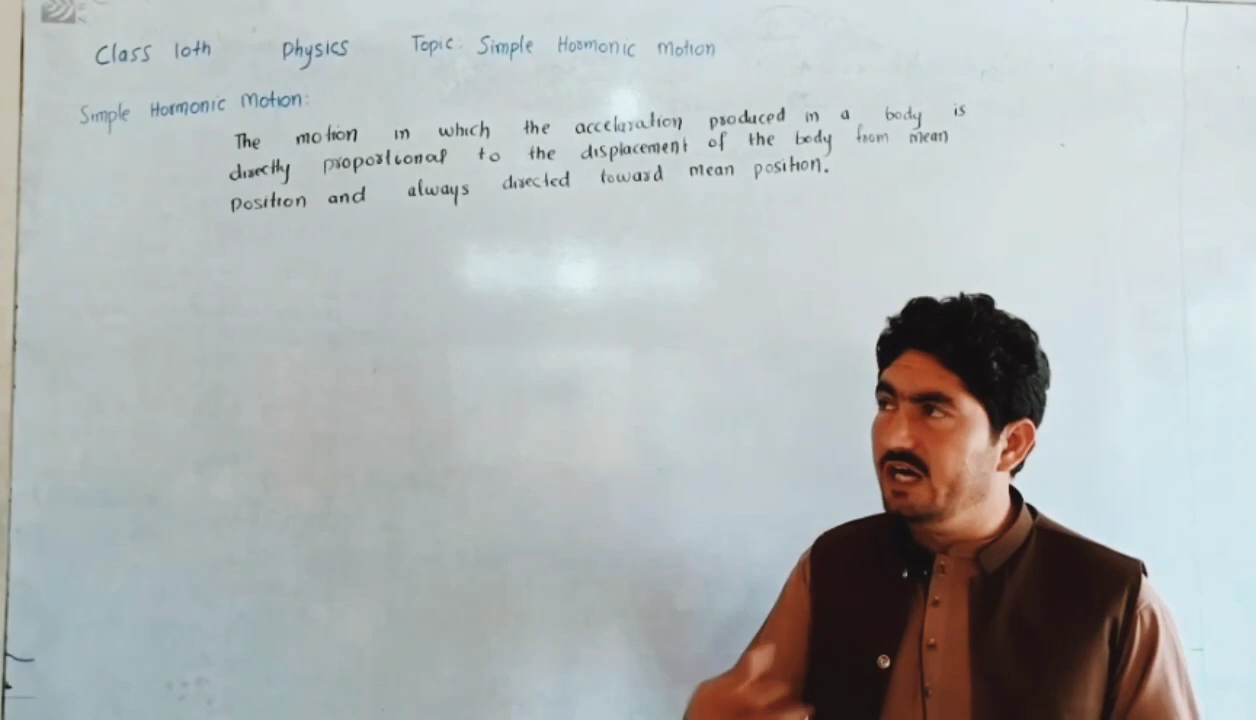 Class 10th Physics Topic: Simple Hormonic motion
Simple Hormonic Motion:
The motion in which the accelaration produced in a body is
directly proportional to the displacement of the body from mean
position and always directed toward mean position.